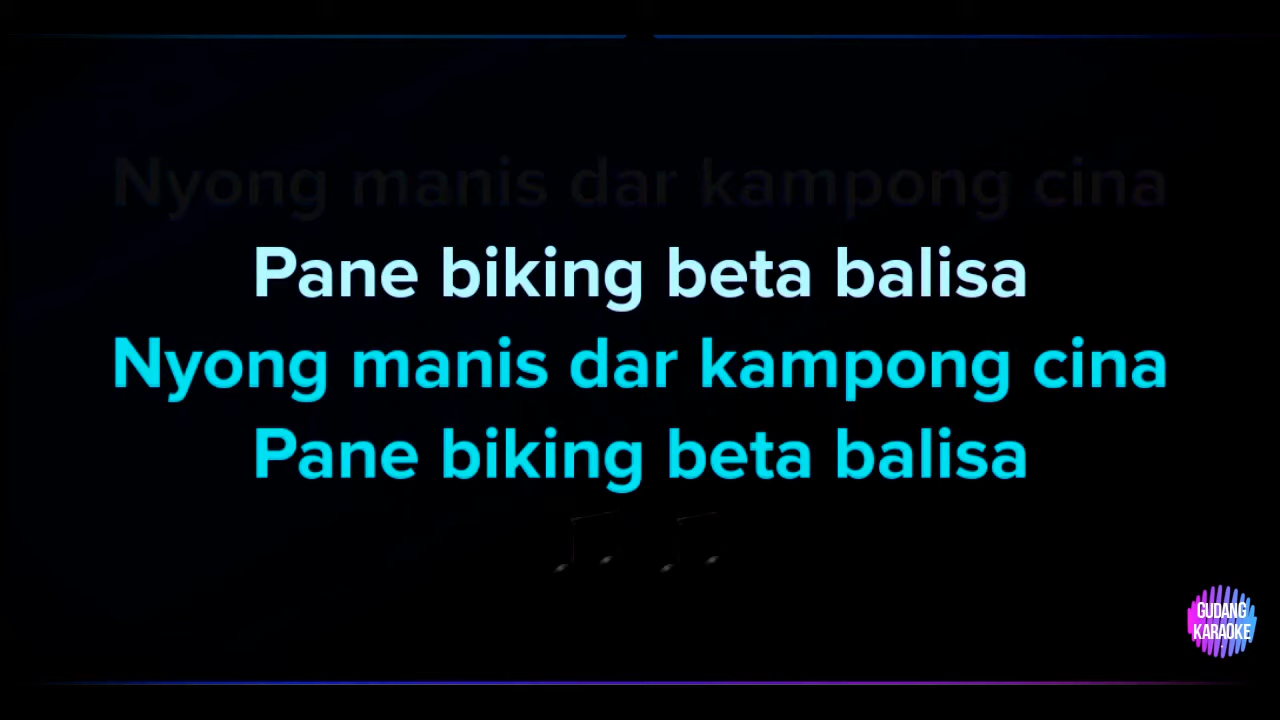 Nyong manis dar kampong cina
Pane biking beta balisa
Nyong manis dar kampong cina
Pane biking beta balisa
GUDANG
KARAOKE